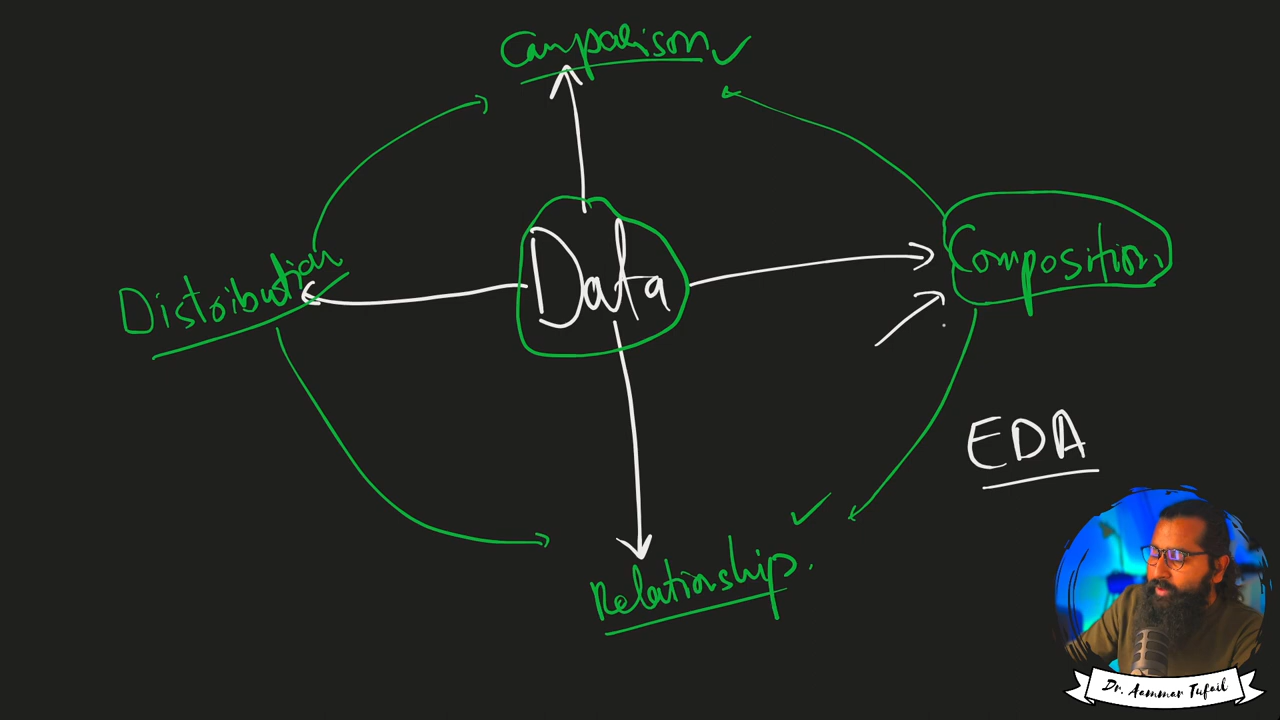 Comparison
Data
Composition
Distribution
EDA
Relationship.
Dr. Aammar Tufail